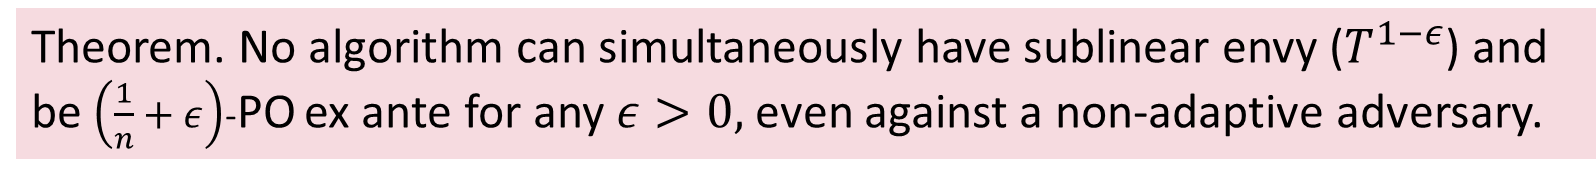 Theorem. No algorithm can simultaneously have sublinear envy (𝑇^{1−𝜖}) and
be (1/𝑛 + 𝜖)-PO ex ante for any 𝜖 > 0, even against a non-adaptive adversary.